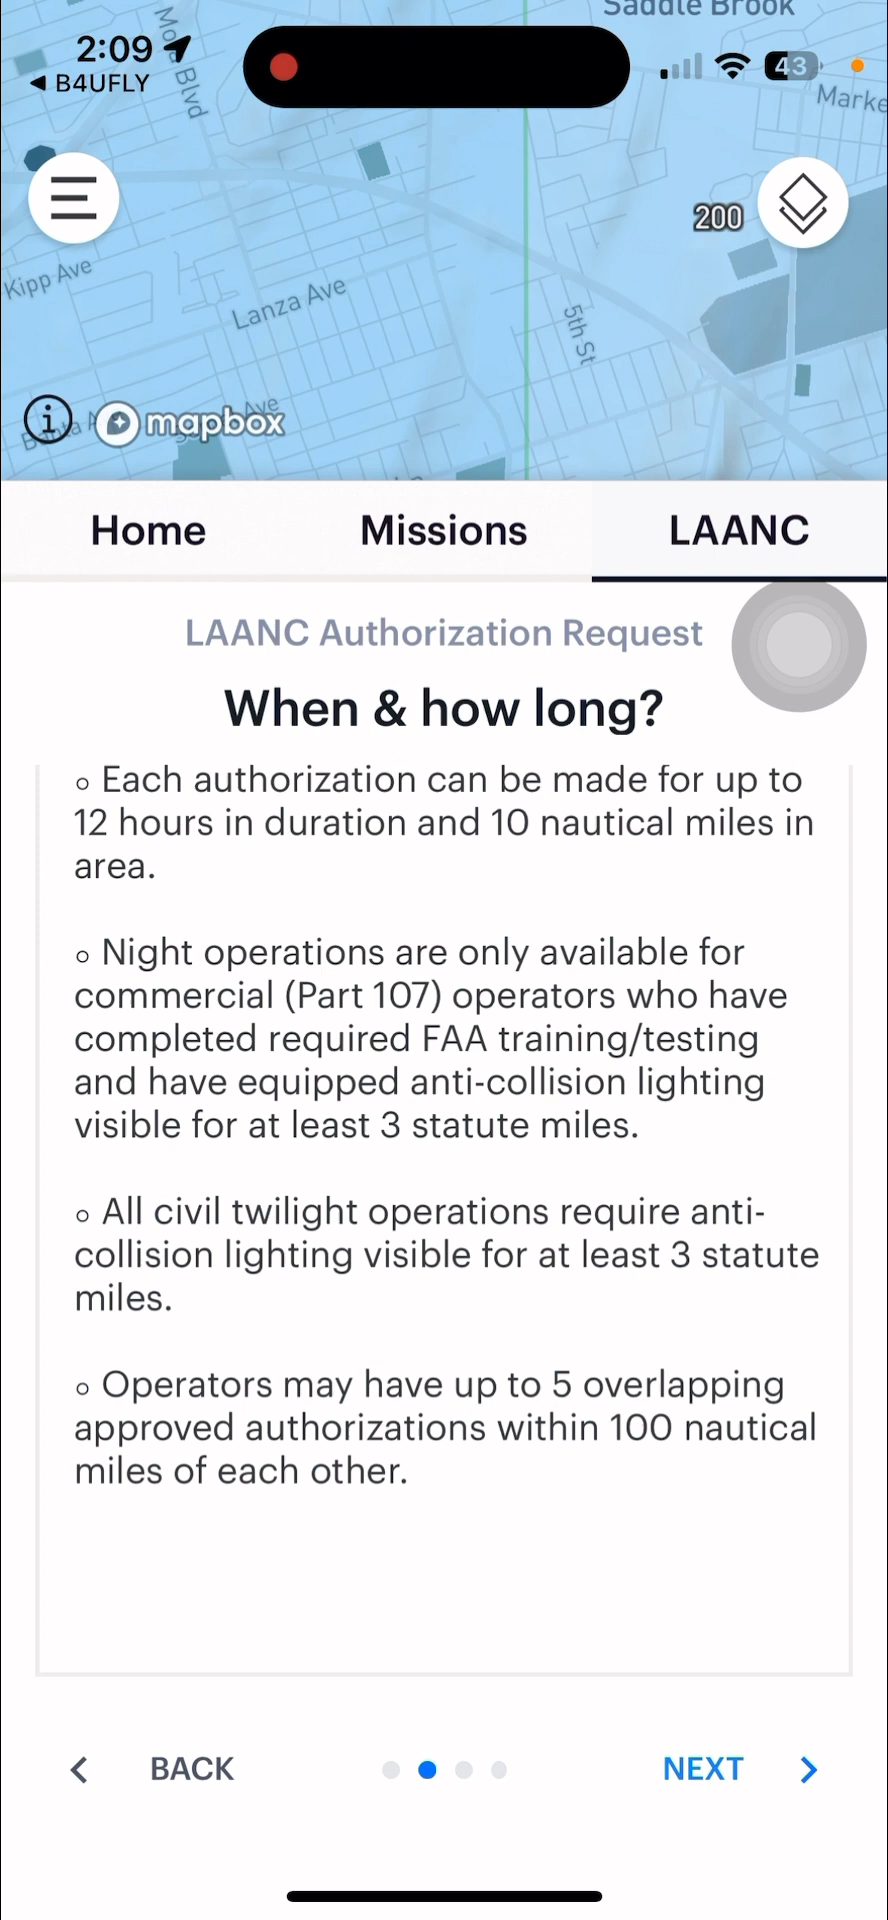 Saddle Brook
2:09
43
B4UFLY
Blvd
Marke
200
Kipp Ave
Lanza Ave
5th St
Ave
mapbox
Home
Missions
LAANC
LAANC Authorization Request
When & how long?
◦ Each authorization can be made for up to
12 hours in duration and 10 nautical miles in
area.
◦ Night operations are only available for
commercial (Part 107) operators who have
completed required FAA training/testing
and have equipped anti-collision lighting
visible for at least 3 statute miles.
◦ All civil twilight operations require anti-
collision lighting visible for at least 3 statute
miles.
◦ Operators may have up to 5 overlapping
approved authorizations within 100 nautical
miles of each other.
BACK
NEXT